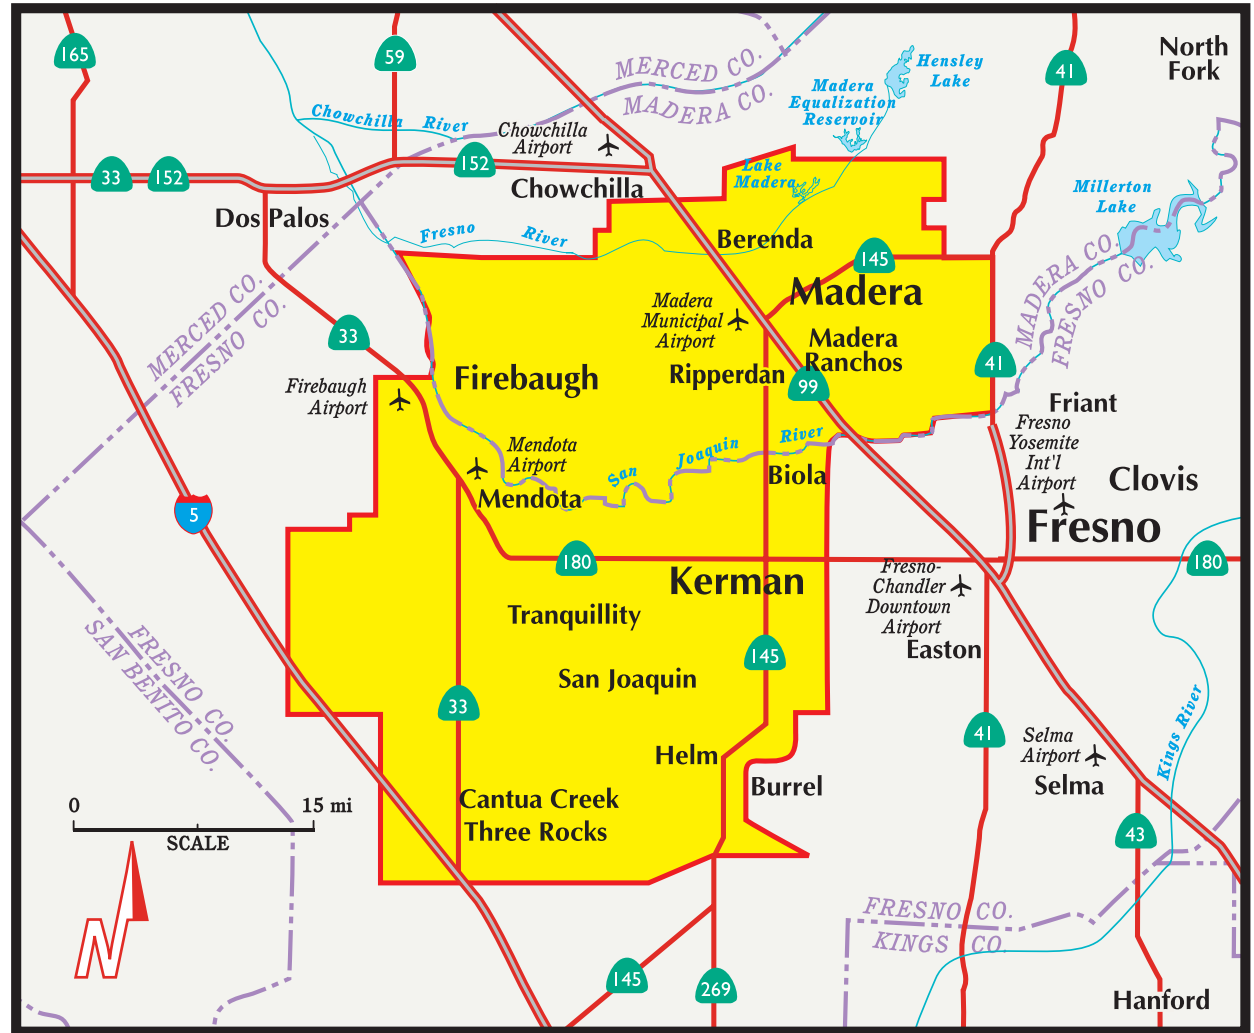 165
59
41
North
Fork
MERCED CO.
MADERA CO.
Hensley
Lake
Madera
Equalization
Reservoir
Chowchilla River
Chowchilla
Airport
33
152
152
Chowchilla
Lake
Madera
Millerton
Lake
Dos Palos
Fresno River
Berenda
145
MADERA CO.
FRESNO CO.
MERCED CO.
FRESNO CO.
Madera
Madera
Municipal
Airport
33
Madera
Ranchos
41
Firebaugh
Airport
Firebaugh
Ripperdan
99
Friant
Fresno
Yosemite
Int'l
Airport
Mendota
Airport
San Joaquin River
Biola
Clovis
Mendota
5
Fresno
180
180
Kerman
Fresno-
Chandler
Downtown
Airport
Tranquillity
Easton
FRESNO CO.
SAN BENITO CO.
145
San Joaquin
33
41
Kings River
Selma
Airport
Helm
Selma
Burrel
Cantua Creek
Three Rocks
0
15 mi
SCALE
43
N
FRESNO CO.
KINGS CO.
145
269
Hanford